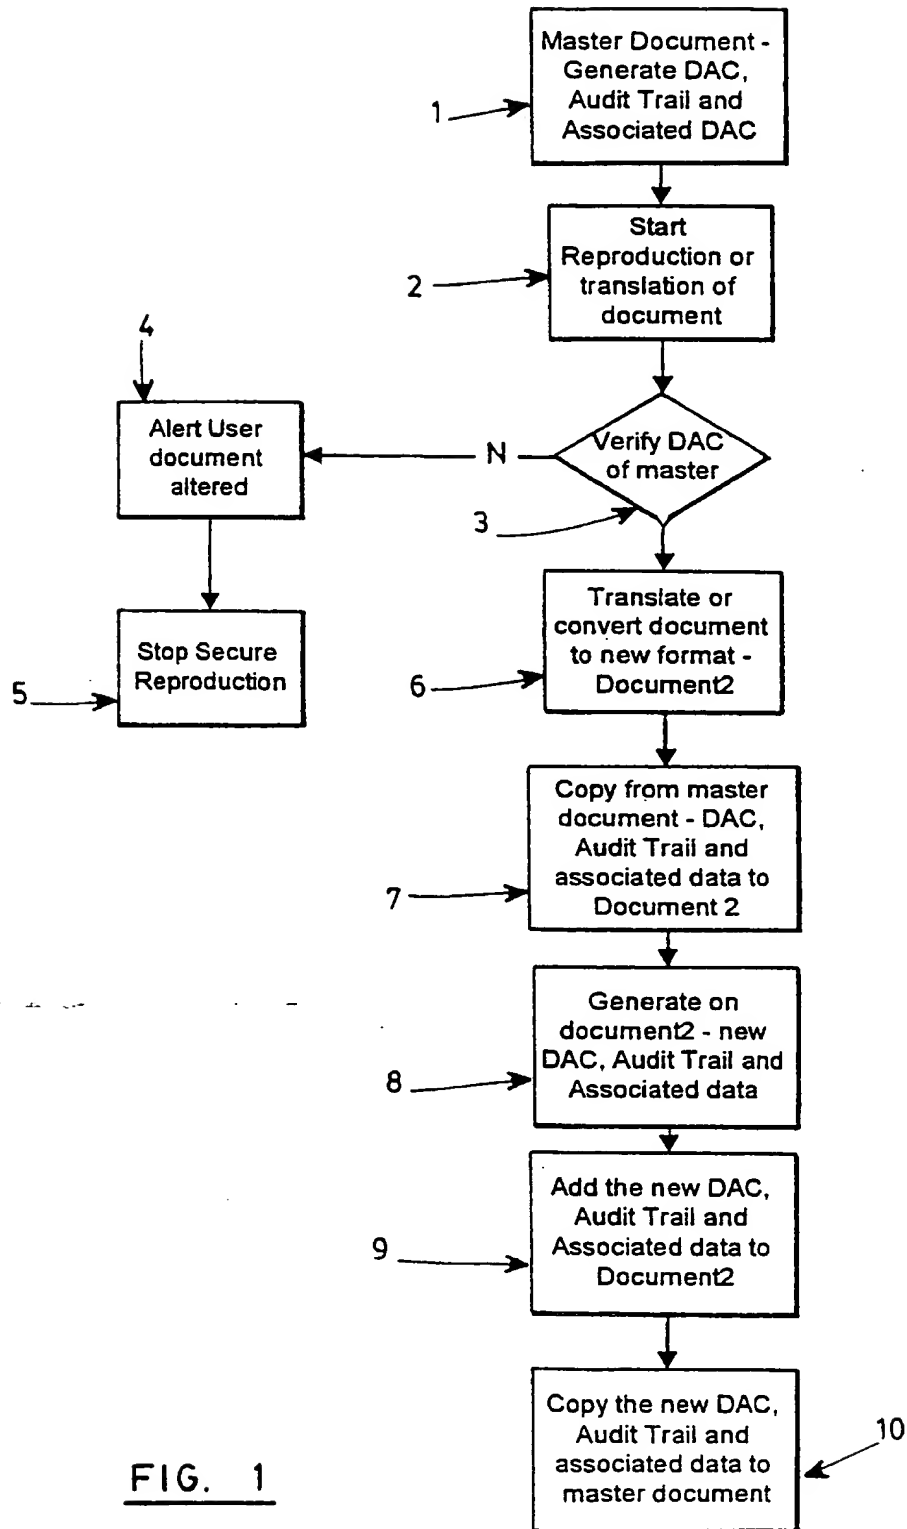 Master Document -
Generate DAC,
Audit Trail and
Associated DAC
1
Start
Reproduction or
translation of
document
2
4
Alert User
document
altered
N
Verify DAC
of master
3
Stop Secure
Reproduction
5
Translate or
convert document
to new format -
Document2
6
Copy from master
document - DAC,
Audit Trail and
associated data to
Document 2
7
Generate on
document2 - new
DAC, Audit Trail and
Associated data
8
Add the new DAC,
Audit Trail and
Associated data to
Document2
9
Copy the new DAC,
Audit Trail and
associated data to
master document
10
FIG. 1